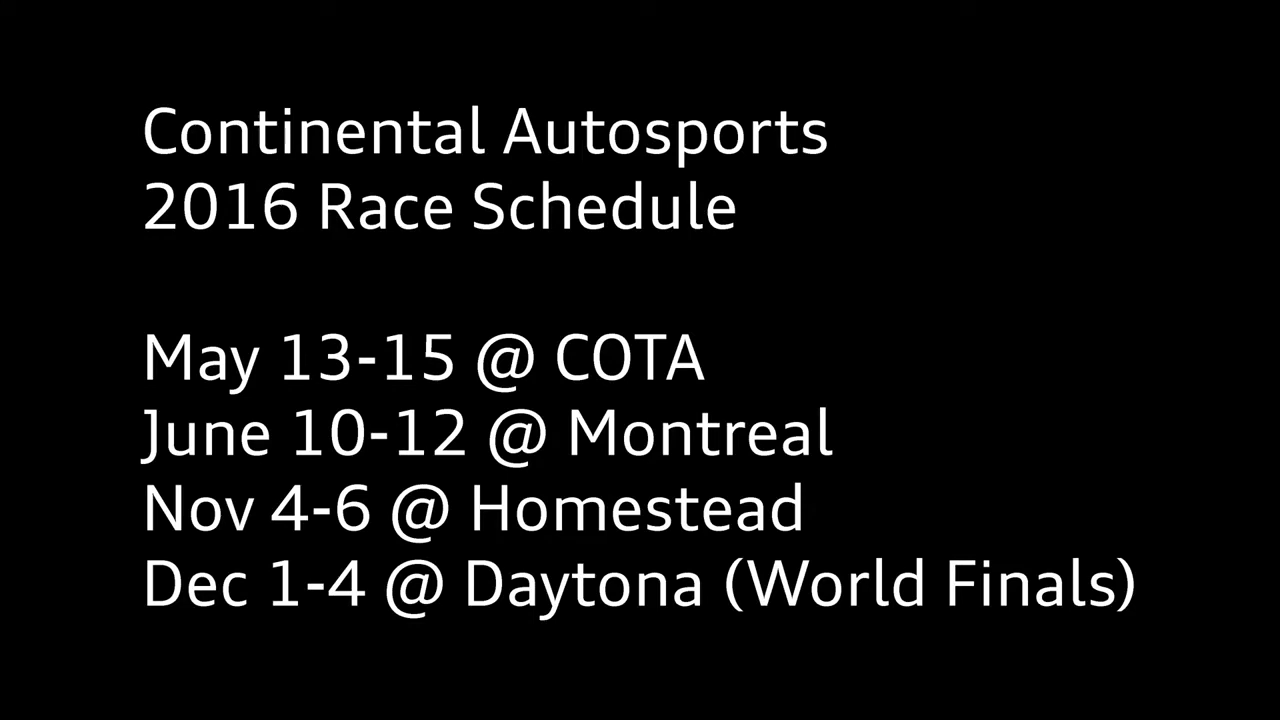 Continental Autosports
2016 Race Schedule
May 13-15 @ COTA
June 10-12 @ Montreal
Nov 4-6 @ Homestead
Dec 1-4 @ Daytona (World Finals)